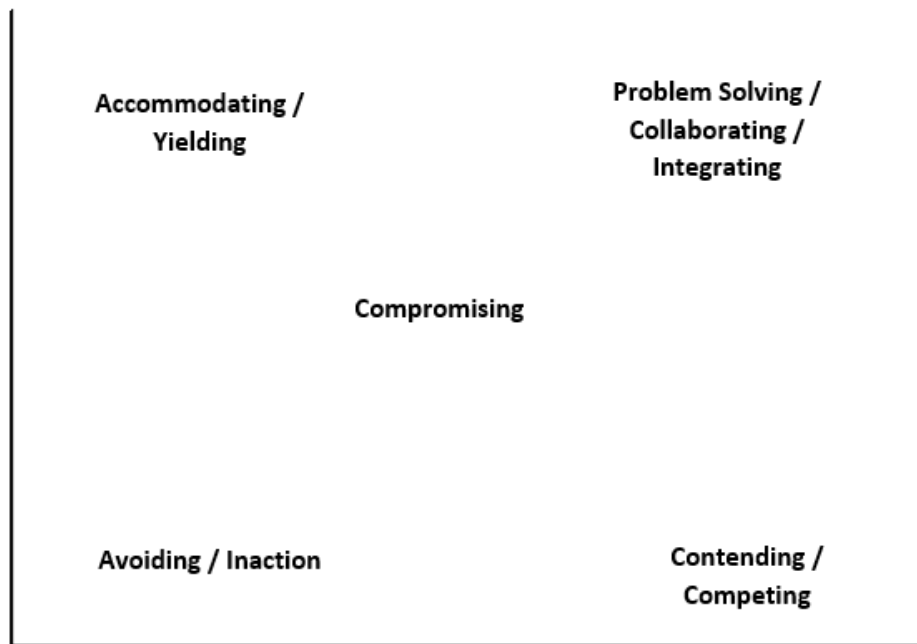 Accommodating /
Yielding
Problem Solving /
Collaborating /
Integrating
Compromising
Avoiding / Inaction
Contending /
Competing